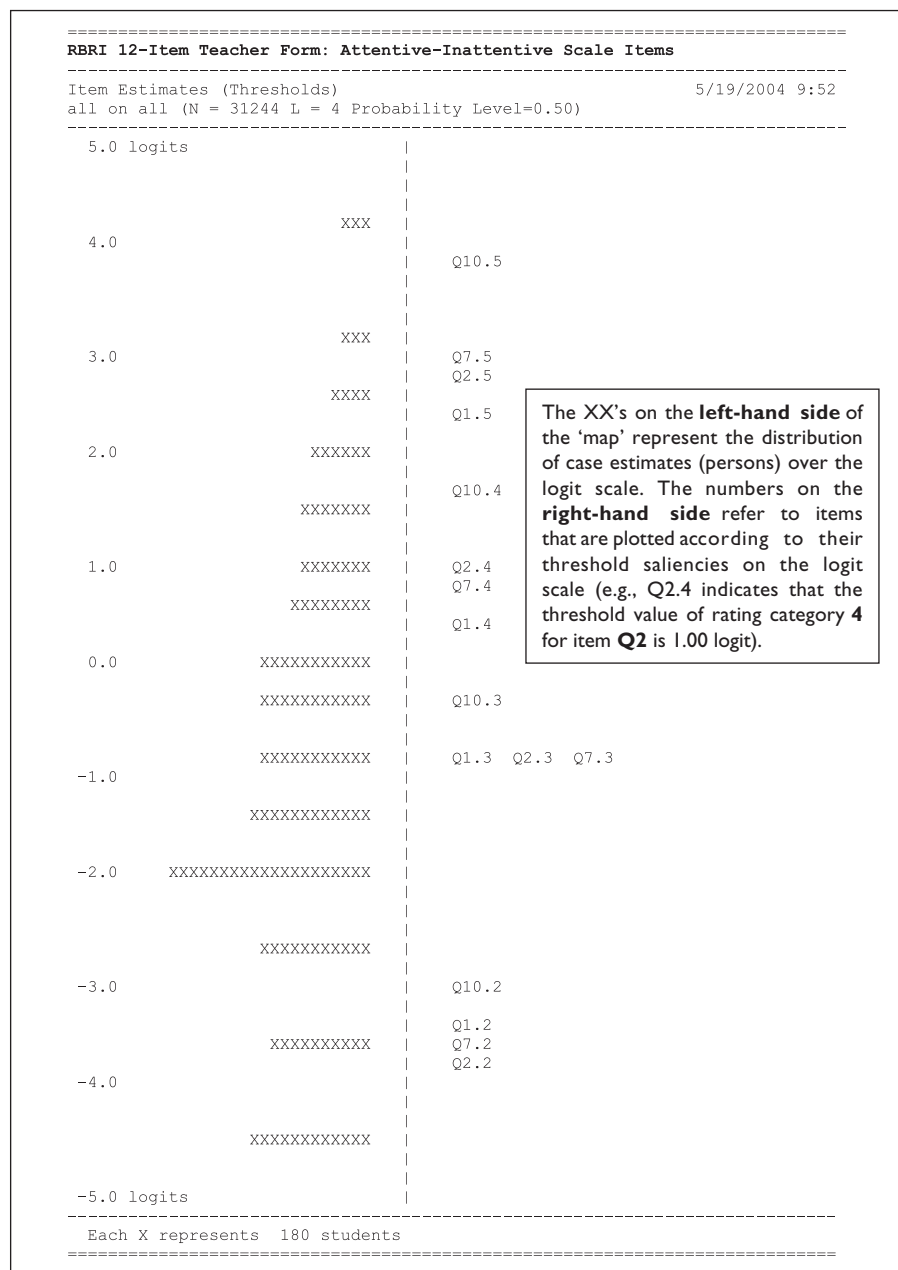 RBRI 12-Item Teacher Form: Attentive-Inattentive Scale Items
Item Estimates (Thresholds) 5/19/2004 9:52
all on all (N = 31244 L = 4 Probability Level=0.50)
5.0 logits
XXX
4.0
Q10.5
XXX
3.0 Q7.5
Q2.5
XXXX
Q1.5
2.0 XXXXXX
Q10.4
XXXXXXX
1.0 XXXXXXX Q2.4
Q7.4
XXXXXXXX
Q1.4
0.0 XXXXXXXXXXX
XXXXXXXXXXX Q10.3
XXXXXXXXXXX Q1.3 Q2.3 Q7.3
-1.0
XXXXXXXXXXXX
-2.0 XXXXXXXXXXXXXXXXXXXX
XXXXXXXXXXX
-3.0 Q10.2
Q1.2
XXXXXXXXXX Q7.2
Q2.2
-4.0
XXXXXXXXXXXX
-5.0 logits
Each X represents 180 students
The XX's on the left-hand side of
the 'map' represent the distribution
of case estimates (persons) over the
logit scale. The numbers on the
right-hand side refer to items
that are plotted according to their
threshold saliencies on the logit
scale (e.g., Q2.4 indicates that the
threshold value of rating category 4
for item Q2 is 1.00 logit).